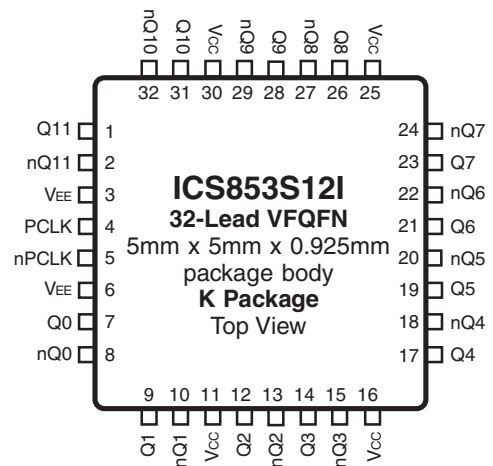 nQ10 Q10 Vcc nQ9 Q9 nQ8 Q8 Vcc
32 31 30 29 28 27 26 25
Q11 1
nQ11 2
VEE 3
PCLK 4
nPCLK 5
VEE 6
Q0 7
nQ0 8
ICS853S12I
32-Lead VFQFN
5mm x 5mm x 0.925mm
package body
K Package
Top View
24 nQ7
23 Q7
22 nQ6
21 Q6
20 nQ5
19 Q5
18 nQ4
17 Q4
9 10 11 12 13 14 15 16
Q1 nQ1 Vcc Q2 nQ2 Q3 nQ3 Vcc